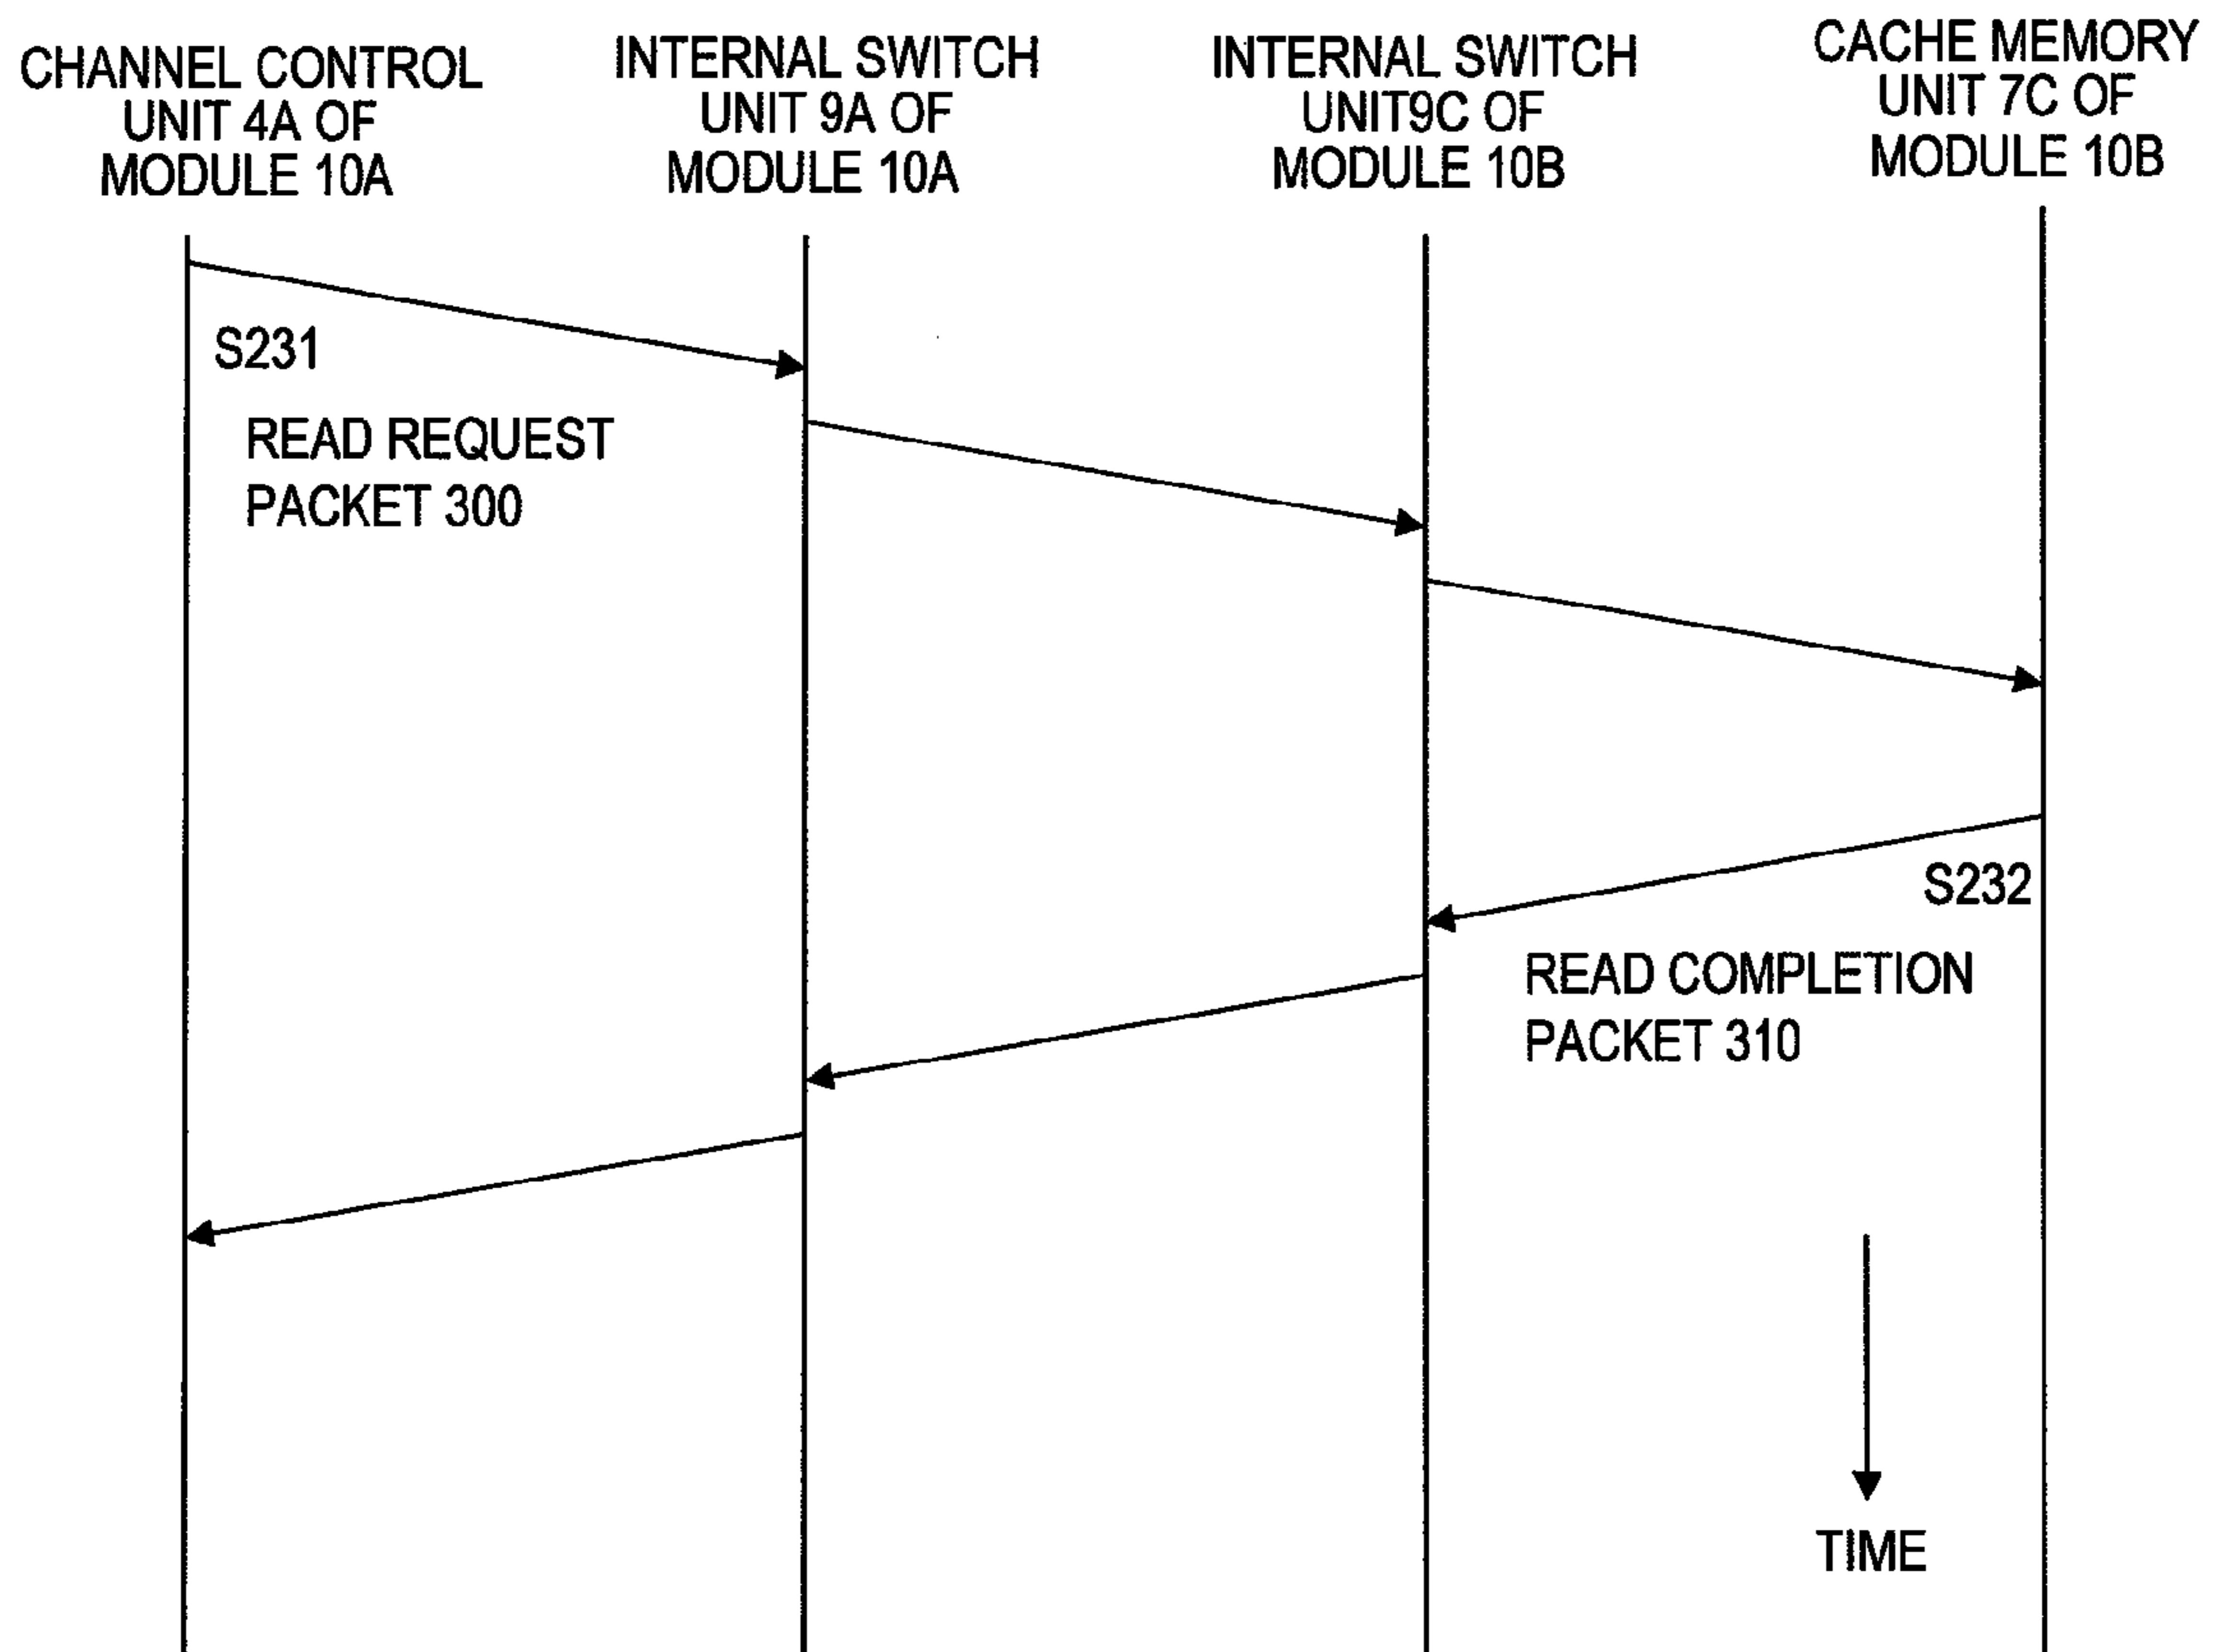 CHANNEL CONTROL
UNIT 4A OF
MODULE 10A
INTERNAL SWITCH
UNIT 9A OF
MODULE 10A
INTERNAL SWITCH
UNIT9C OF
MODULE 10B
CACHE MEMORY
UNIT 7C OF
MODULE 10B
S231
READ REQUEST
PACKET 300
S232
READ COMPLETION
PACKET 310
TIME